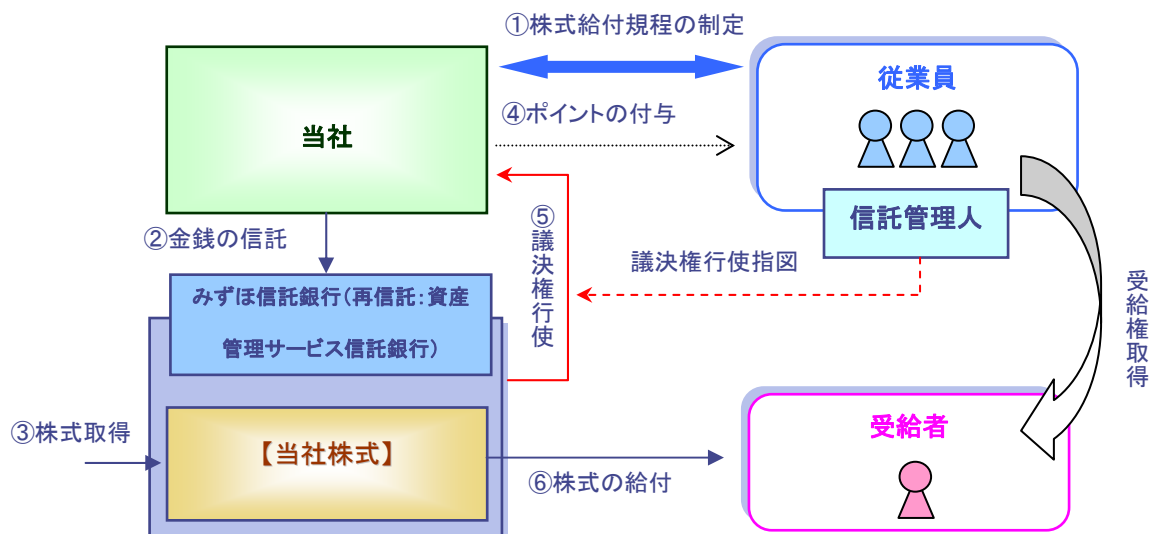 ①株式給付規程の制定
当社
従業員
④ポイントの付与
信託管理人
②金銭の信託
⑤議決権行使
議決権行使指図
みずほ信託銀行(再信託:資産
管理サービス信託銀行)
受給権取得
③株式取得
【当社株式】
⑥株式の給付
受給者